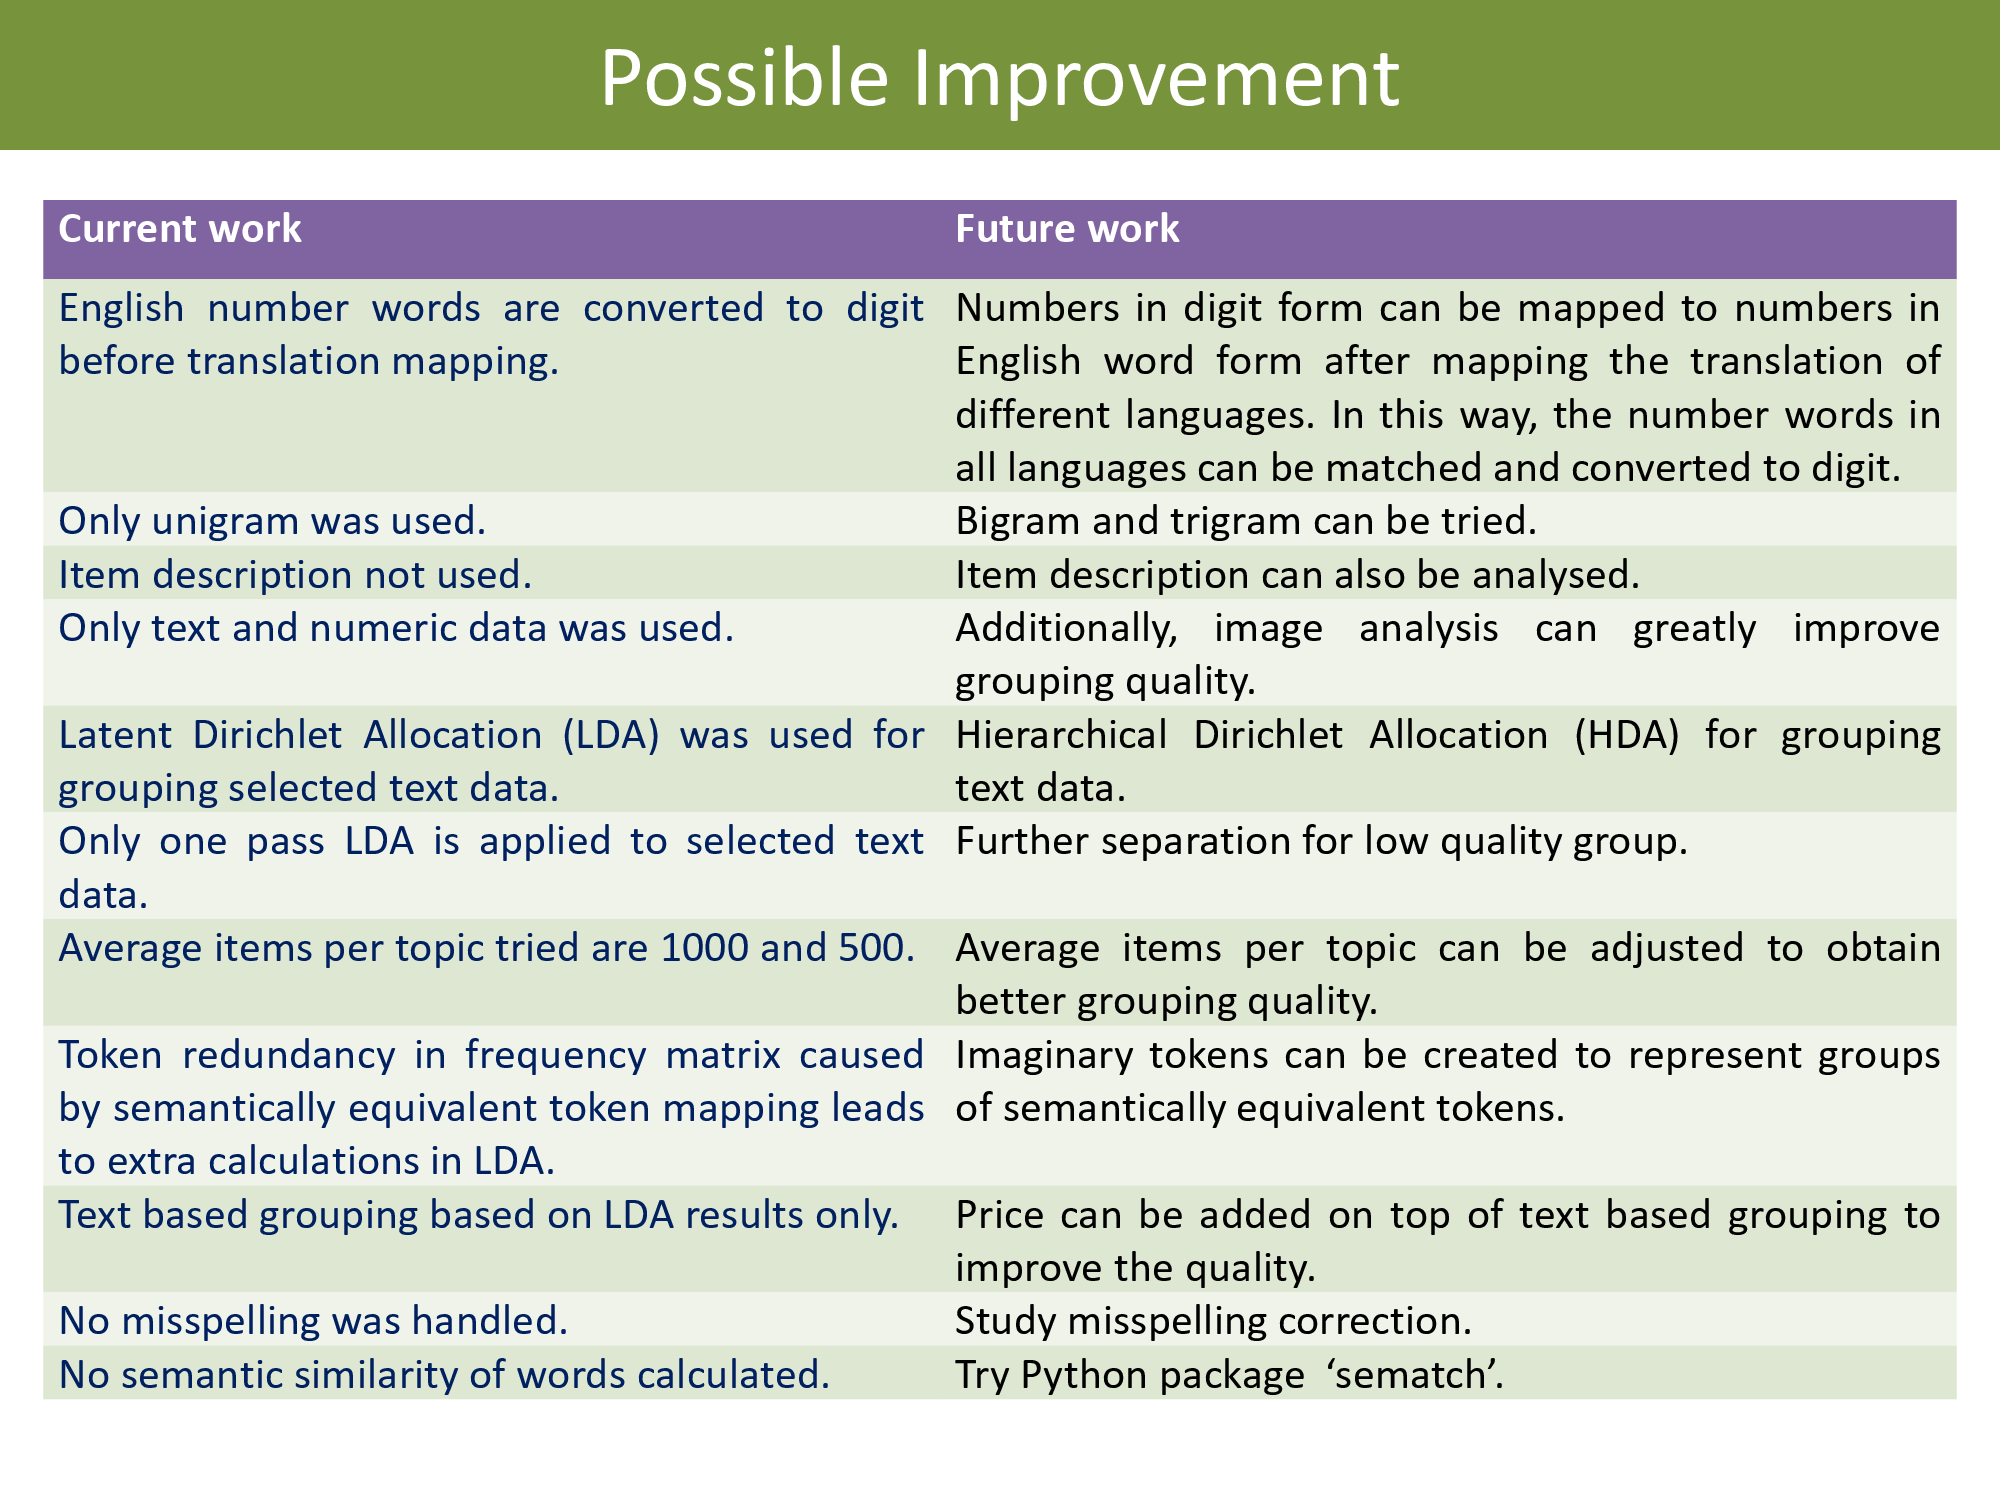 Possible Improvement
Current work
Future work
English number words are converted to digit
before translation mapping.
Numbers in digit form can be mapped to numbers in
English word form after mapping the translation of
different languages. In this way, the number words in
all languages can be matched and converted to digit.
Only unigram was used.
Bigram and trigram can be tried.
Item description not used.
Item description can also be analysed.
Only text and numeric data was used.
Additionally, image analysis can greatly improve
grouping quality.
Latent Dirichlet Allocation (LDA) was used for
grouping selected text data.
Hierarchical Dirichlet Allocation (HDA) for grouping
text data.
Only one pass LDA is applied to selected text
data.
Further separation for low quality group.
Average items per topic tried are 1000 and 500.
Average items per topic can be adjusted to obtain
better grouping quality.
Token redundancy in frequency matrix caused
by semantically equivalent token mapping leads
to extra calculations in LDA.
Imaginary tokens can be created to represent groups
of semantically equivalent tokens.
Text based grouping based on LDA results only.
Price can be added on top of text based grouping to
improve the quality.
No misspelling was handled.
Study misspelling correction.
No semantic similarity of words calculated.
Try Python package ‘sematch’.